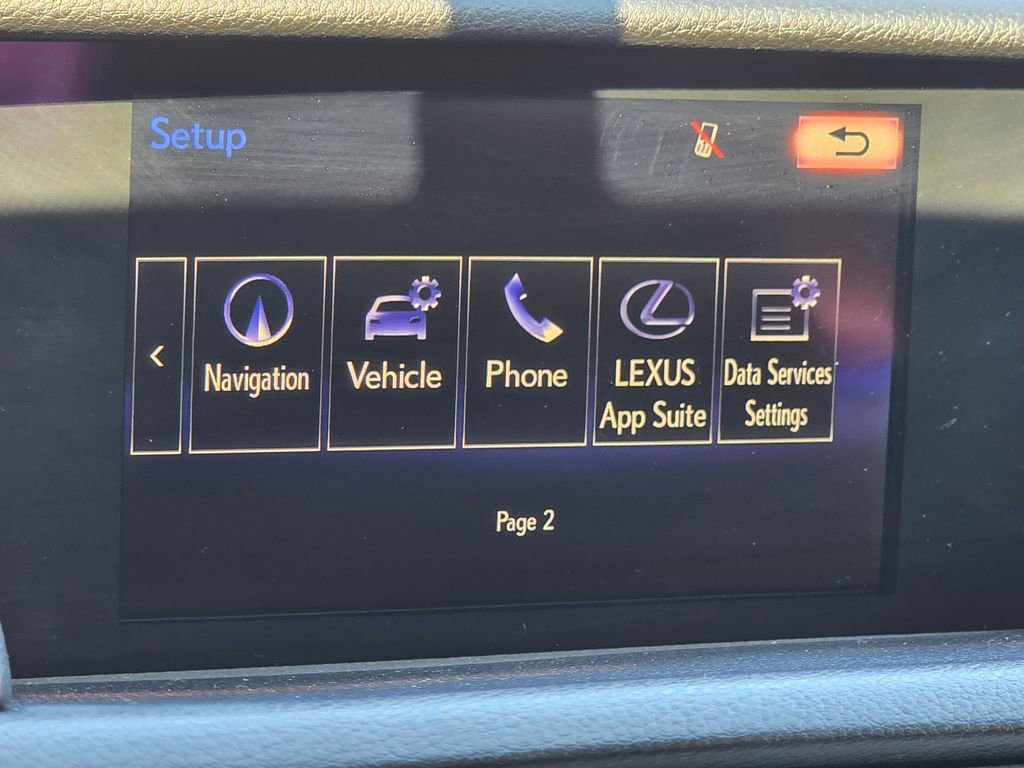 Setup
Navigation
Vehicle
Phone
LEXUS
App Suite
Data Services
Settings
Page 2